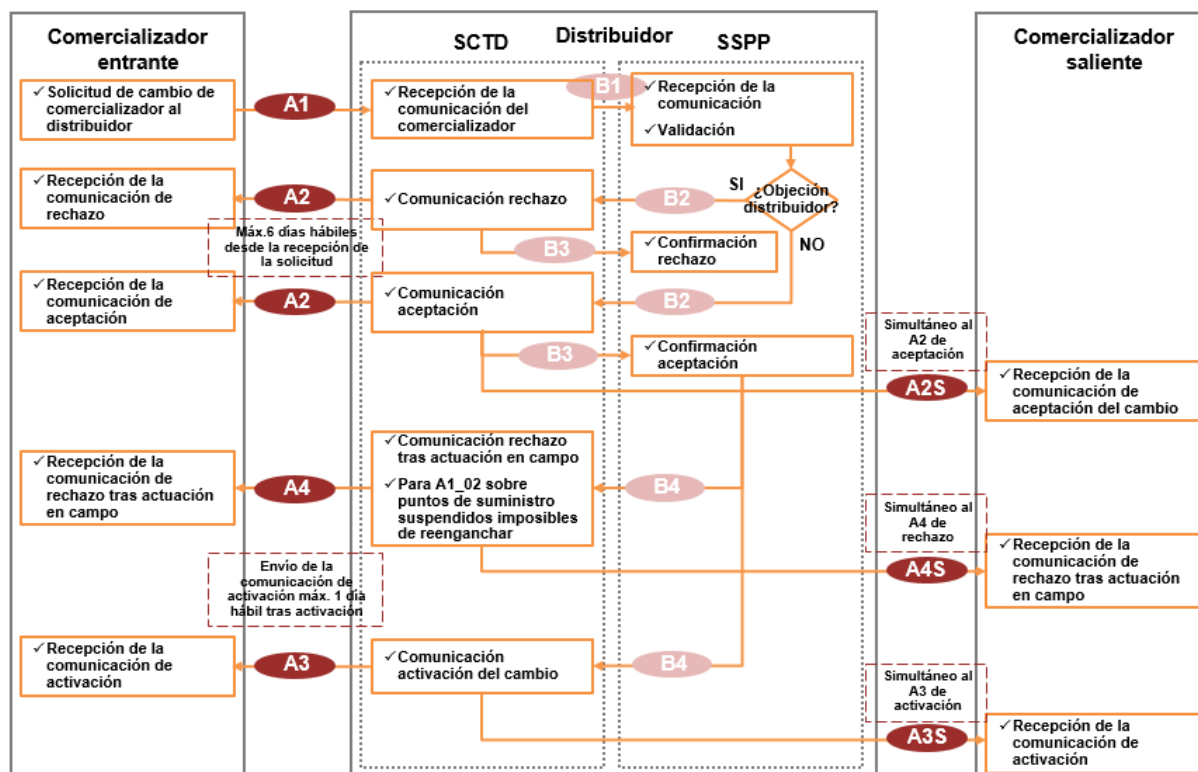 Comercializador
entrante
Distribuidor
SCTD
SSPP
Comercializador
saliente
✓ Solicitud de cambio de
comercializador al
distribuidor
A1
✓ Recepción de la
comunicación del
comercializador
B1
✓ Recepción de la
comunicación
✓ Validación
✓ Recepción de la
comunicación de
rechazo
A2
✓ Comunicación rechazo
B2
SI
¿Objeción
distribuidor?
NO
Máx.6 días hábiles
desde la recepción de
la solicitud
B3
✓ Confirmación
rechazo
✓ Recepción de la
comunicación de
aceptación
A2
✓ Comunicación
aceptación
B2
B3
✓ Confirmación
aceptación
Simultáneo al
A2 de
aceptación
A2S
✓ Recepción de la
comunicación de
aceptación del cambio
✓ Recepción de la
comunicación de
rechazo tras actuación
en campo
A4
✓ Comunicación rechazo
tras actuación en campo
✓ Para A1_02 sobre
puntos de suministro
suspendidos imposibles
de reenganchar
B4
Simultáneo al
A4 de
rechazo
A4S
✓ Recepción de la
comunicación de
rechazo tras actuación
en campo
Envío de la
comunicación de
activación máx. 1 día
hábil tras activación
✓ Recepción de la
comunicación de
activación
A3
✓ Comunicación
activación del cambio
B4
Simultáneo al
A3 de
activación
A3S
✓ Recepción de la
comunicación de
activación